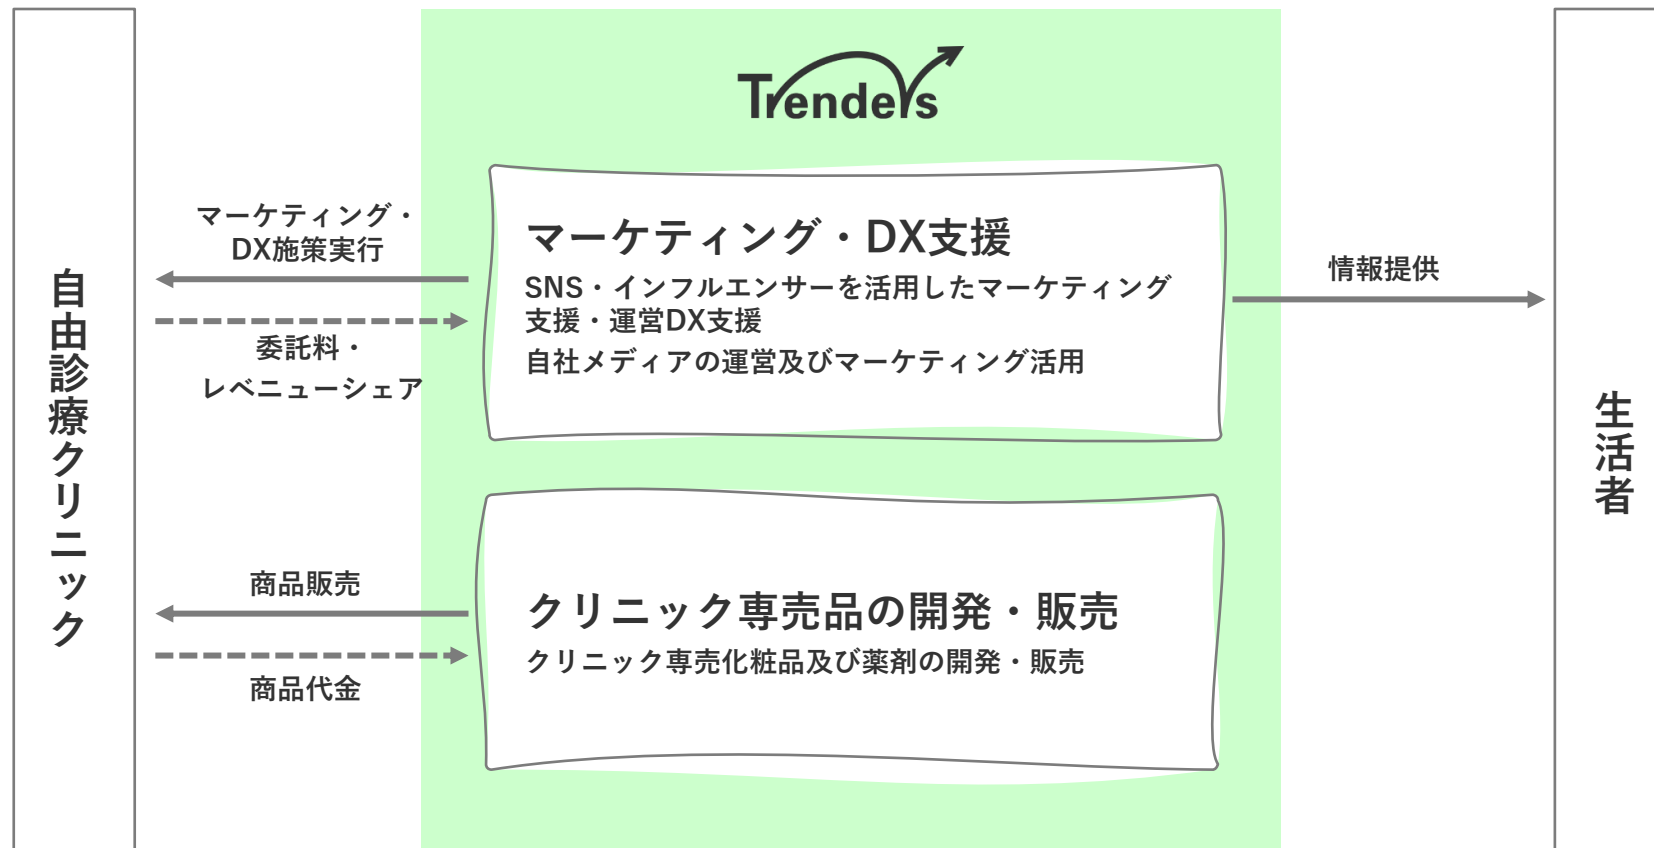 Trenders
自由診療クリニック
マーケティング・
DX施策実行
委託料・
レベニューシェア
マーケティング・DX支援
SNS・インフルエンサーを活用したマーケティング
支援・運営DX支援
自社メディアの運営及びマーケティング活用
情報提供
生活者
商品販売
商品代金
クリニック専売品の開発・販売
クリニック専売化粧品及び薬剤の開発・販売